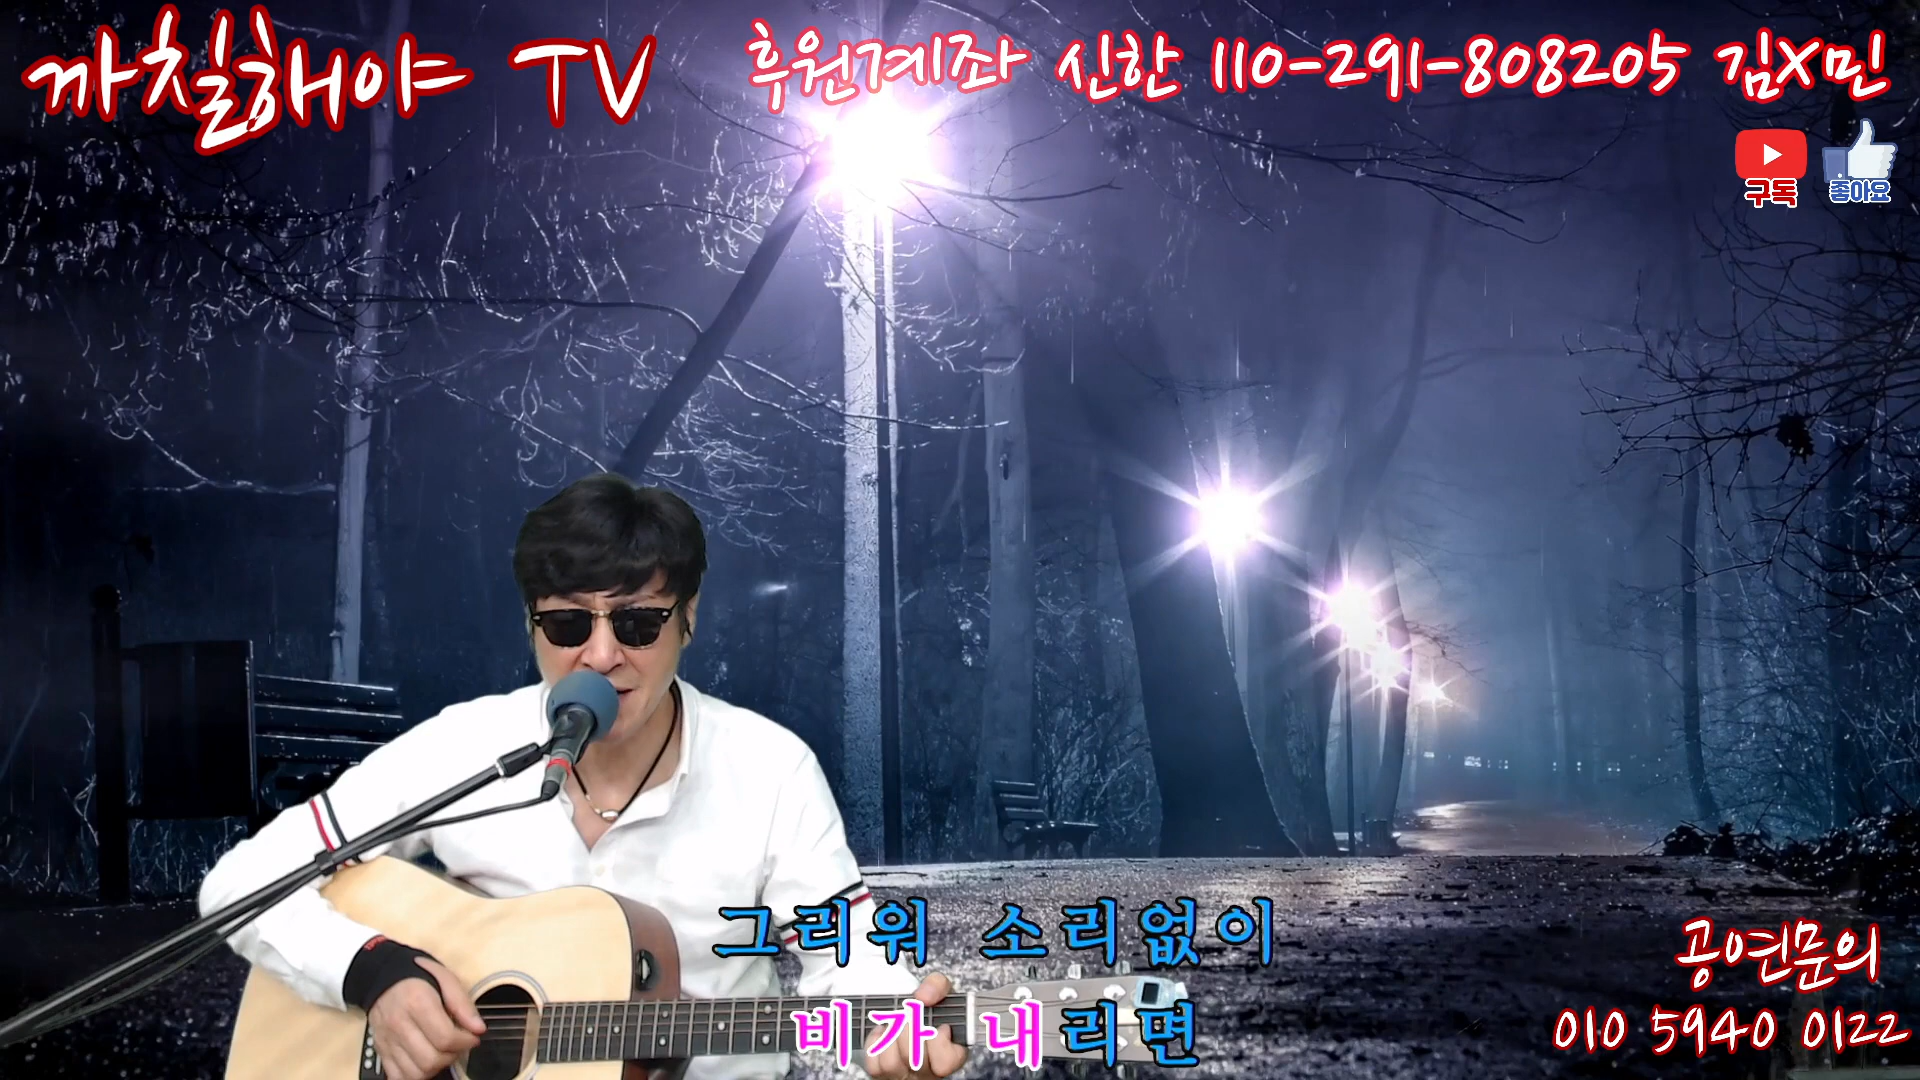 까칠해야 TV
후원계좌 신한 110-291-808205 김X민
구독
좋아요
그리워 소리없이
비가 내리면
공연문의
010 5940 0122